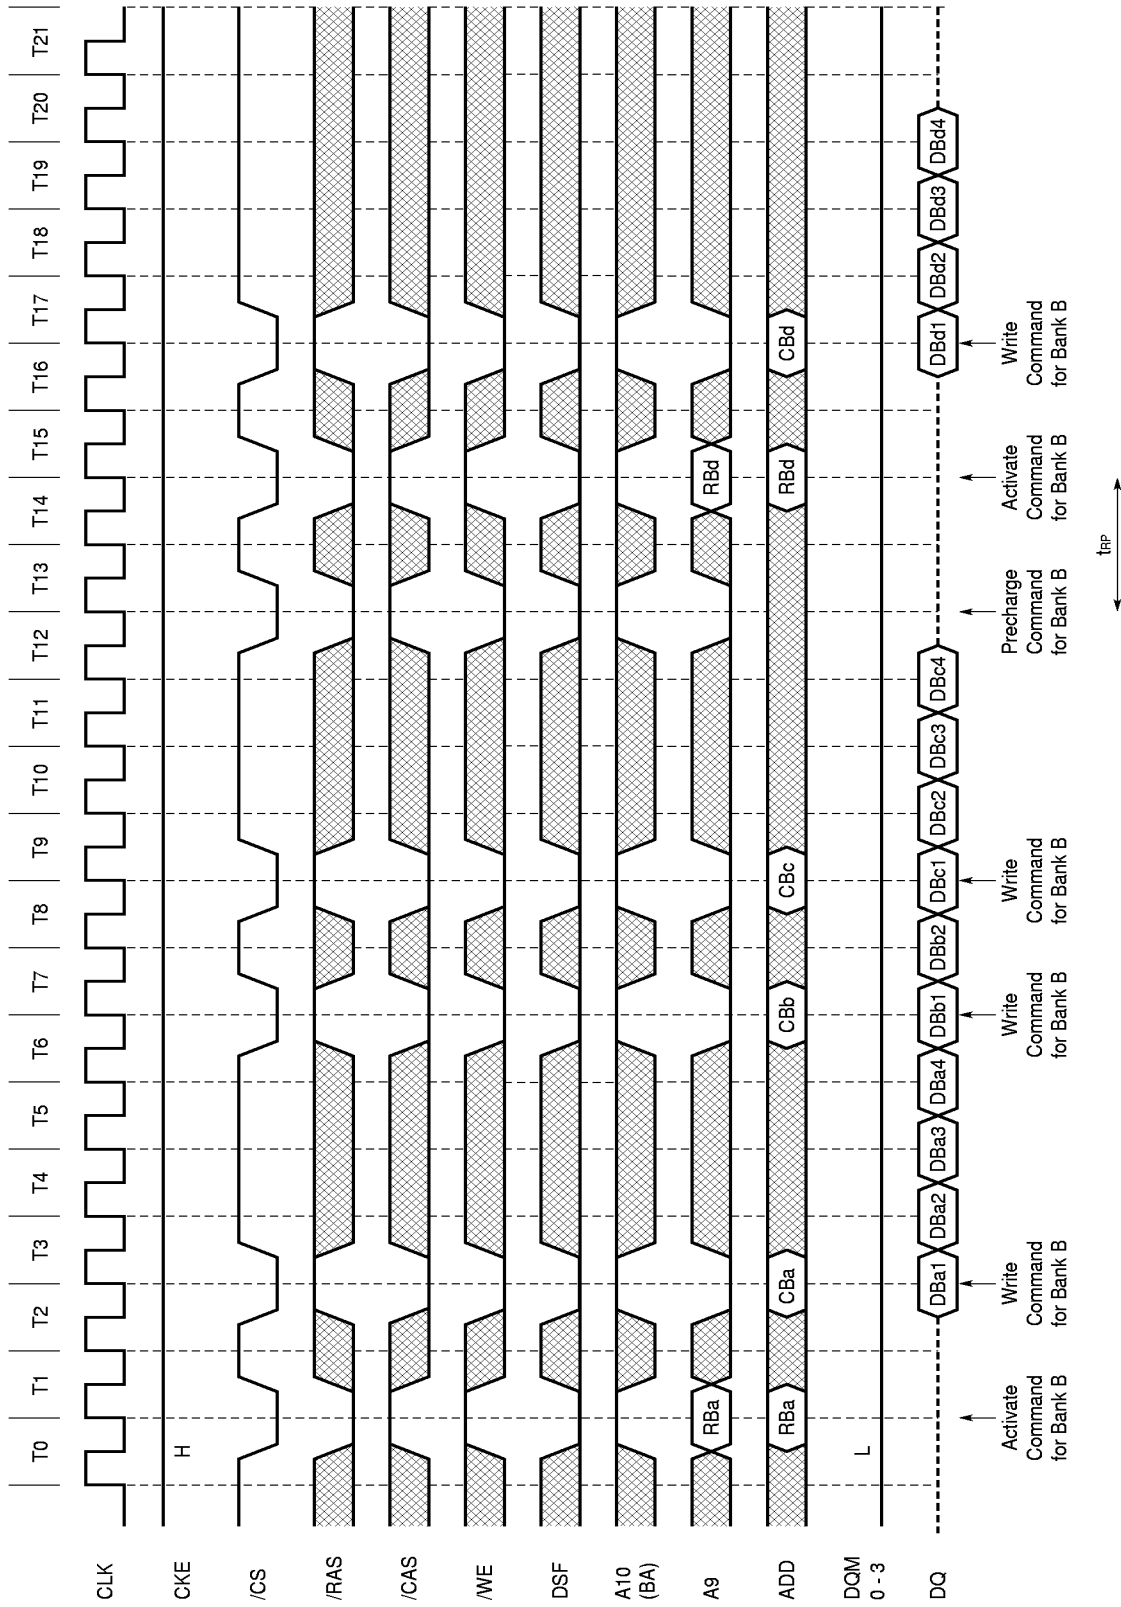 T0 T1 T2 T3 T4 T5 T6 T7 T8 T9 T10 T11 T12 T13 T14 T15 T16 T17 T18 T19 T20 T21
CLK
CKE
H
/CS
/RAS
/CAS
/WE
DSF
A10
(BA)
A9
RBa RBd
ADD
RBa CBa CBb CBc RBd CBd
DQM
0 - 3
L
DQ
DBa1 DBa2 DBa3 DBa4 DBb1 DBb2 DBc1 DBc2 DBc3 DBc4 DBd1 DBd2 DBd3 DBd4
Activate
Command
for Bank B
Write
Command
for Bank B
Write
Command
for Bank B
Write
Command
for Bank B
Precharge
Command
for Bank B
Activate
Command
for Bank B
Write
Command
for Bank B
tRP